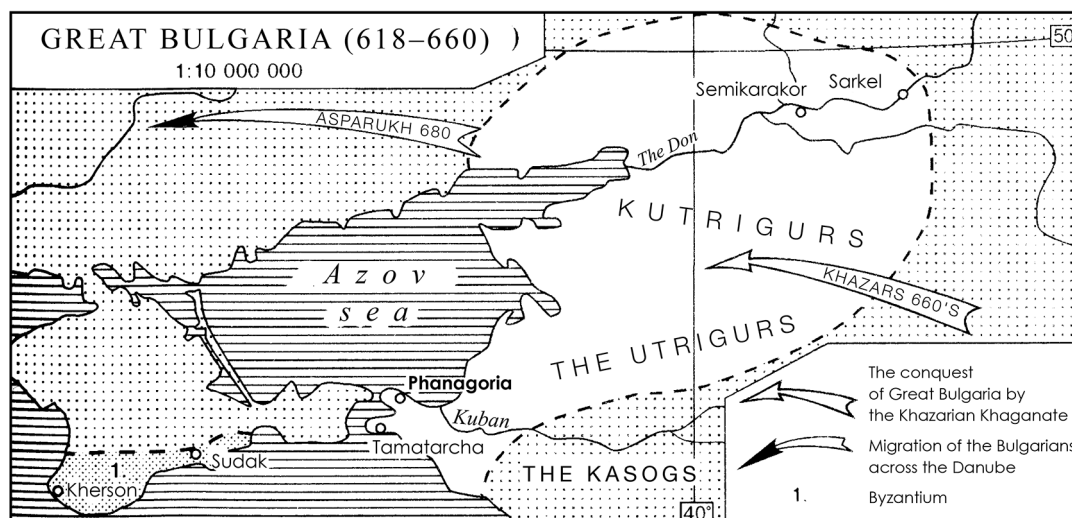 GREAT BULGARIA (618–660) )
1:10 000 000
50
Semikarakor
Sarkel
ASPARUKH 680
The Don
KUTRIGURS
Azov
sea
KHAZARS 660'S
THE UTRIGURS
Phanagoria
Kuban
Tamatarcha
Sudak
1
Kherson
THE KASOGS
40°
The conquest
of Great Bulgaria by
the Khazarian Khaganate
Migration of the Bulgarians
across the Danube
1. Byzantium